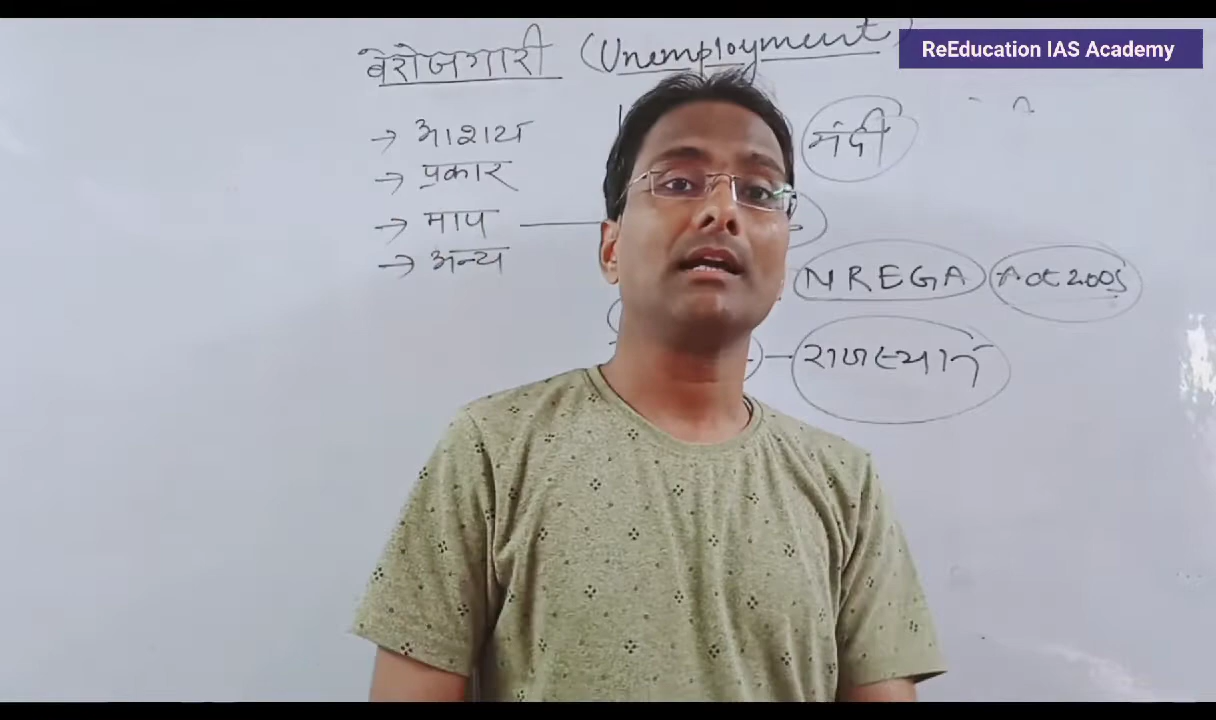 ReEducation IAS Academy
बेरोजगारी (Unemployment)
→ आशय
→ प्रकार
→ माप
→ अन्य
मंदी
NREGA
Act 2005
राजस्थान